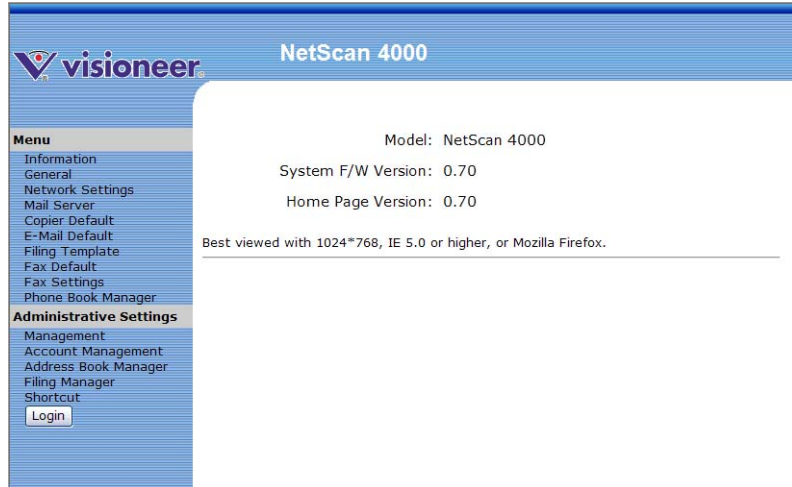 visioneer®
NetScan 4000
Menu
Information
General
Network Settings
Mail Server
Copier Default
E-Mail Default
Filing Template
Fax Default
Fax Settings
Phone Book Manager
Administrative Settings
Management
Account Management
Address Book Manager
Filing Manager
Shortcut
Login
Model: NetScan 4000
System F/W Version: 0.70
Home Page Version: 0.70
Best viewed with 1024*768, IE 5.0 or higher, or Mozilla Firefox.